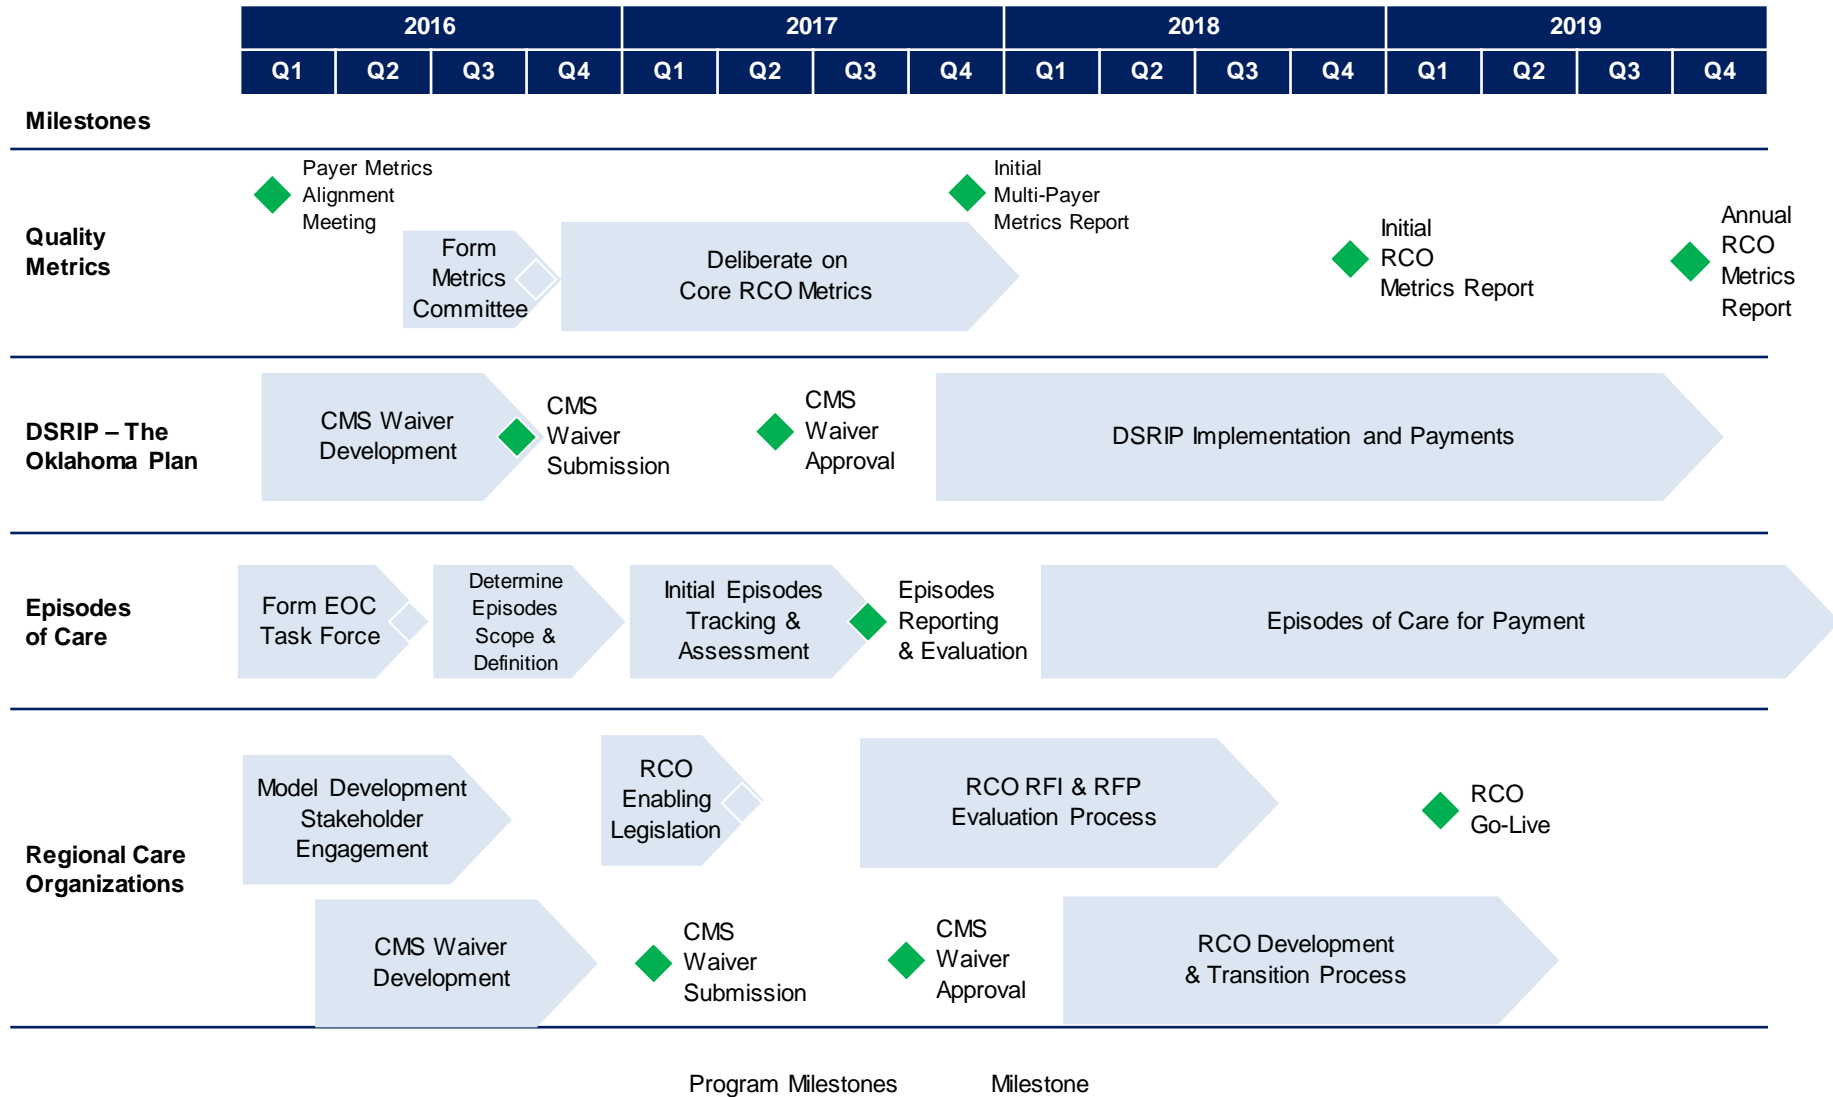 2016 2017 2018 2019
Q1 Q2 Q3 Q4 Q1 Q2 Q3 Q4 Q1 Q2 Q3 Q4 Q1 Q2 Q3 Q4
Milestones
Quality
Metrics
Payer Metrics
Alignment
Meeting
Form
Metrics
Committee
Deliberate on
Core RCO Metrics
Initial
Multi-Payer
Metrics Report
Initial
RCO
Metrics Report
Annual
RCO
Metrics
Report
DSRIP – The
Oklahoma Plan
CMS Waiver
Development
CMS
Waiver
Submission
CMS
Waiver
Approval
DSRIP Implementation and Payments
Episodes
of Care
Form EOC
Task Force
Determine
Episodes
Scope &
Definition
Initial Episodes
Tracking &
Assessment
Episodes
Reporting
& Evaluation
Episodes of Care for Payment
Regional Care
Organizations
Model Development
Stakeholder
Engagement
RCO
Enabling
Legislation
RCO RFI & RFP
Evaluation Process
RCO
Go-Live
CMS Waiver
Development
CMS
Waiver
Submission
CMS
Waiver
Approval
RCO Development
& Transition Process
Program Milestones Milestone